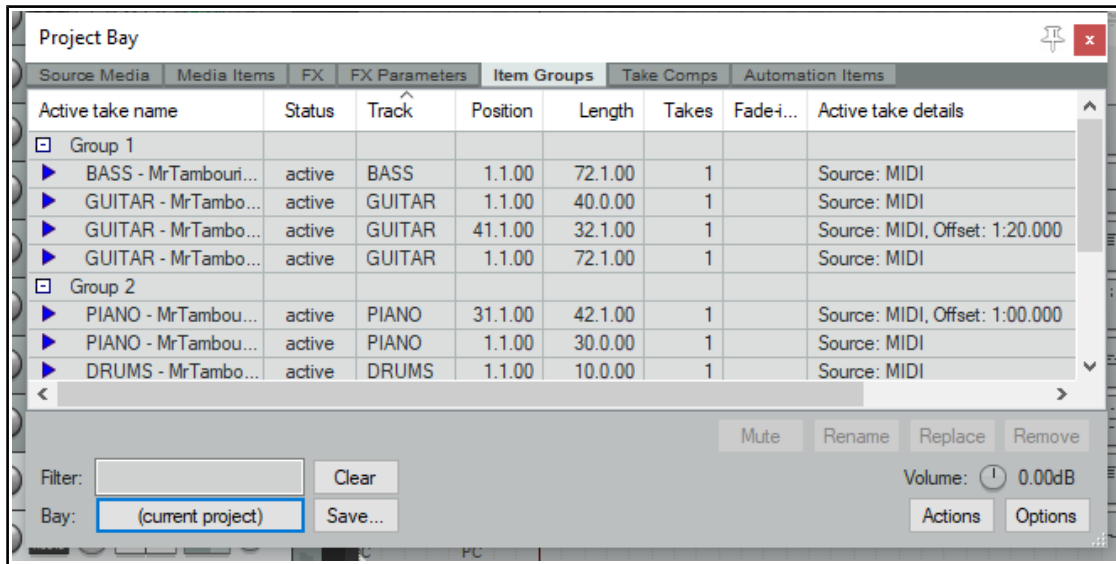 Project Bay
Source Media Media Items FX FX Parameters Item Groups Take Comps Automation Items
Active take name Status Track Position Length Takes Fade-i... Active take details
Group 1
BASS - MrTambouri... active BASS 1.1.00 72.1.00 1 Source: MIDI
GUITAR - MrTambo... active GUITAR 1.1.00 40.0.00 1 Source: MIDI
GUITAR - MrTambo... active GUITAR 41.1.00 32.1.00 1 Source: MIDI, Offset: 1:20.000
GUITAR - MrTambo... active GUITAR 1.1.00 72.1.00 1 Source: MIDI
Group 2
PIANO - MrTambou... active PIANO 31.1.00 42.1.00 1 Source: MIDI, Offset: 1:00.000
PIANO - MrTambou... active PIANO 1.1.00 30.0.00 1 Source: MIDI
DRUMS - MrTambo... active DRUMS 1.1.00 10.0.00 1 Source: MIDI
Mute Rename Replace Remove
Filter: Clear Volume: 0.00dB
Bay: (current project) Save... Actions Options
PC